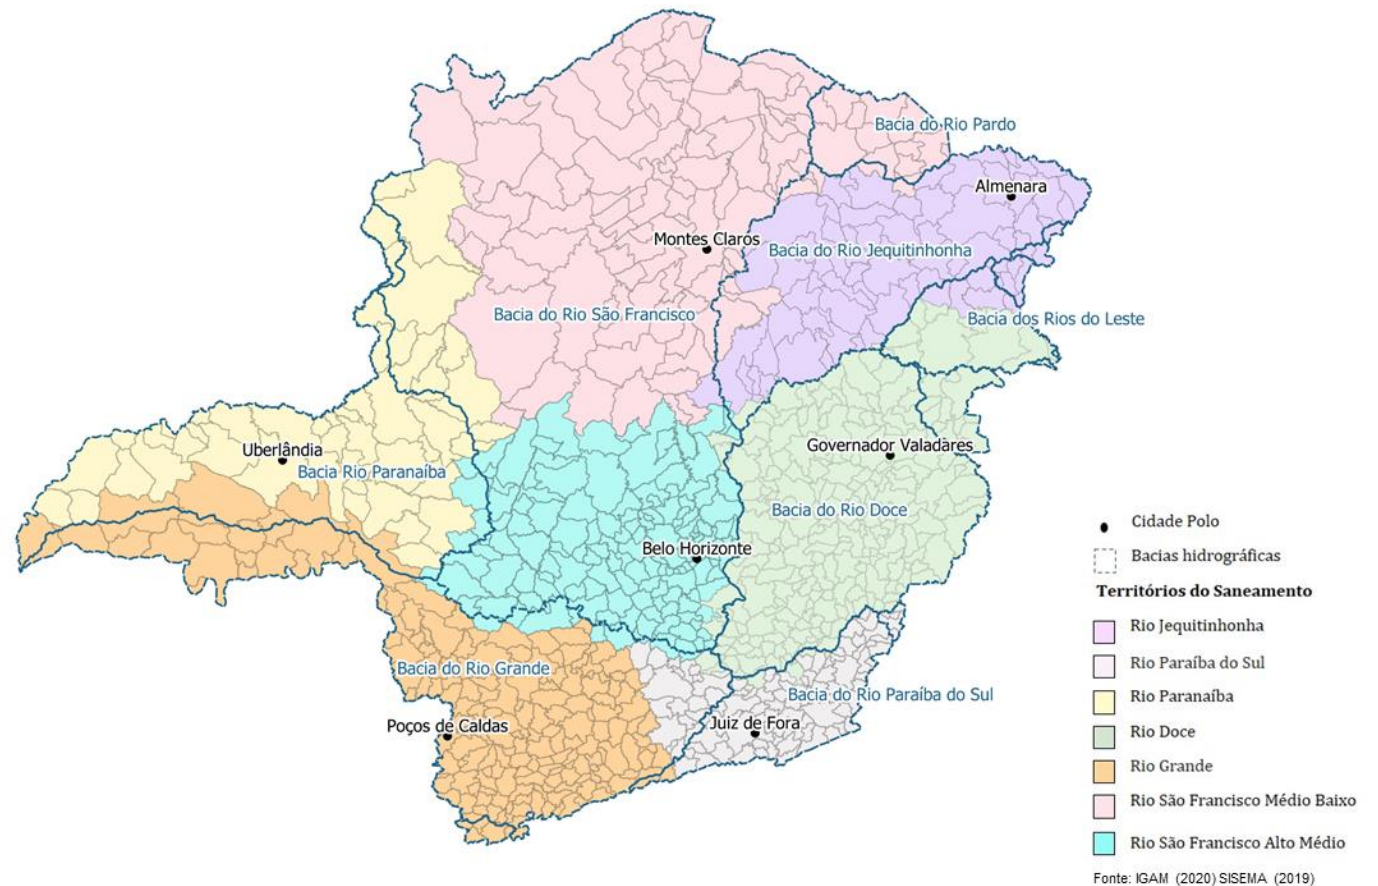 Bacia do Rio Pardo
Almenara
Montes Claros
Bacia do Rio Jequitinhonha
Bacia do Rio São Francisco
Bacia dos Rios do Leste
Uberlândia
Bacia Rio Paranaíba
Governador Valadares
Bacia do Rio Doce
Belo Horizonte
Bacia do Rio Grande
Bacia do Rio Paraíba do Sul
Poços de Caldas
Juiz de Fora
Cidade Polo
Bacias hidrográficas
Territórios do Saneamento
Rio Jequitinhonha
Rio Paraíba do Sul
Rio Paranaíba
Rio Doce
Rio Grande
Rio São Francisco Médio Baixo
Rio São Francisco Alto Médio
Fonte: IGAM (2020) SISEMA (2019)